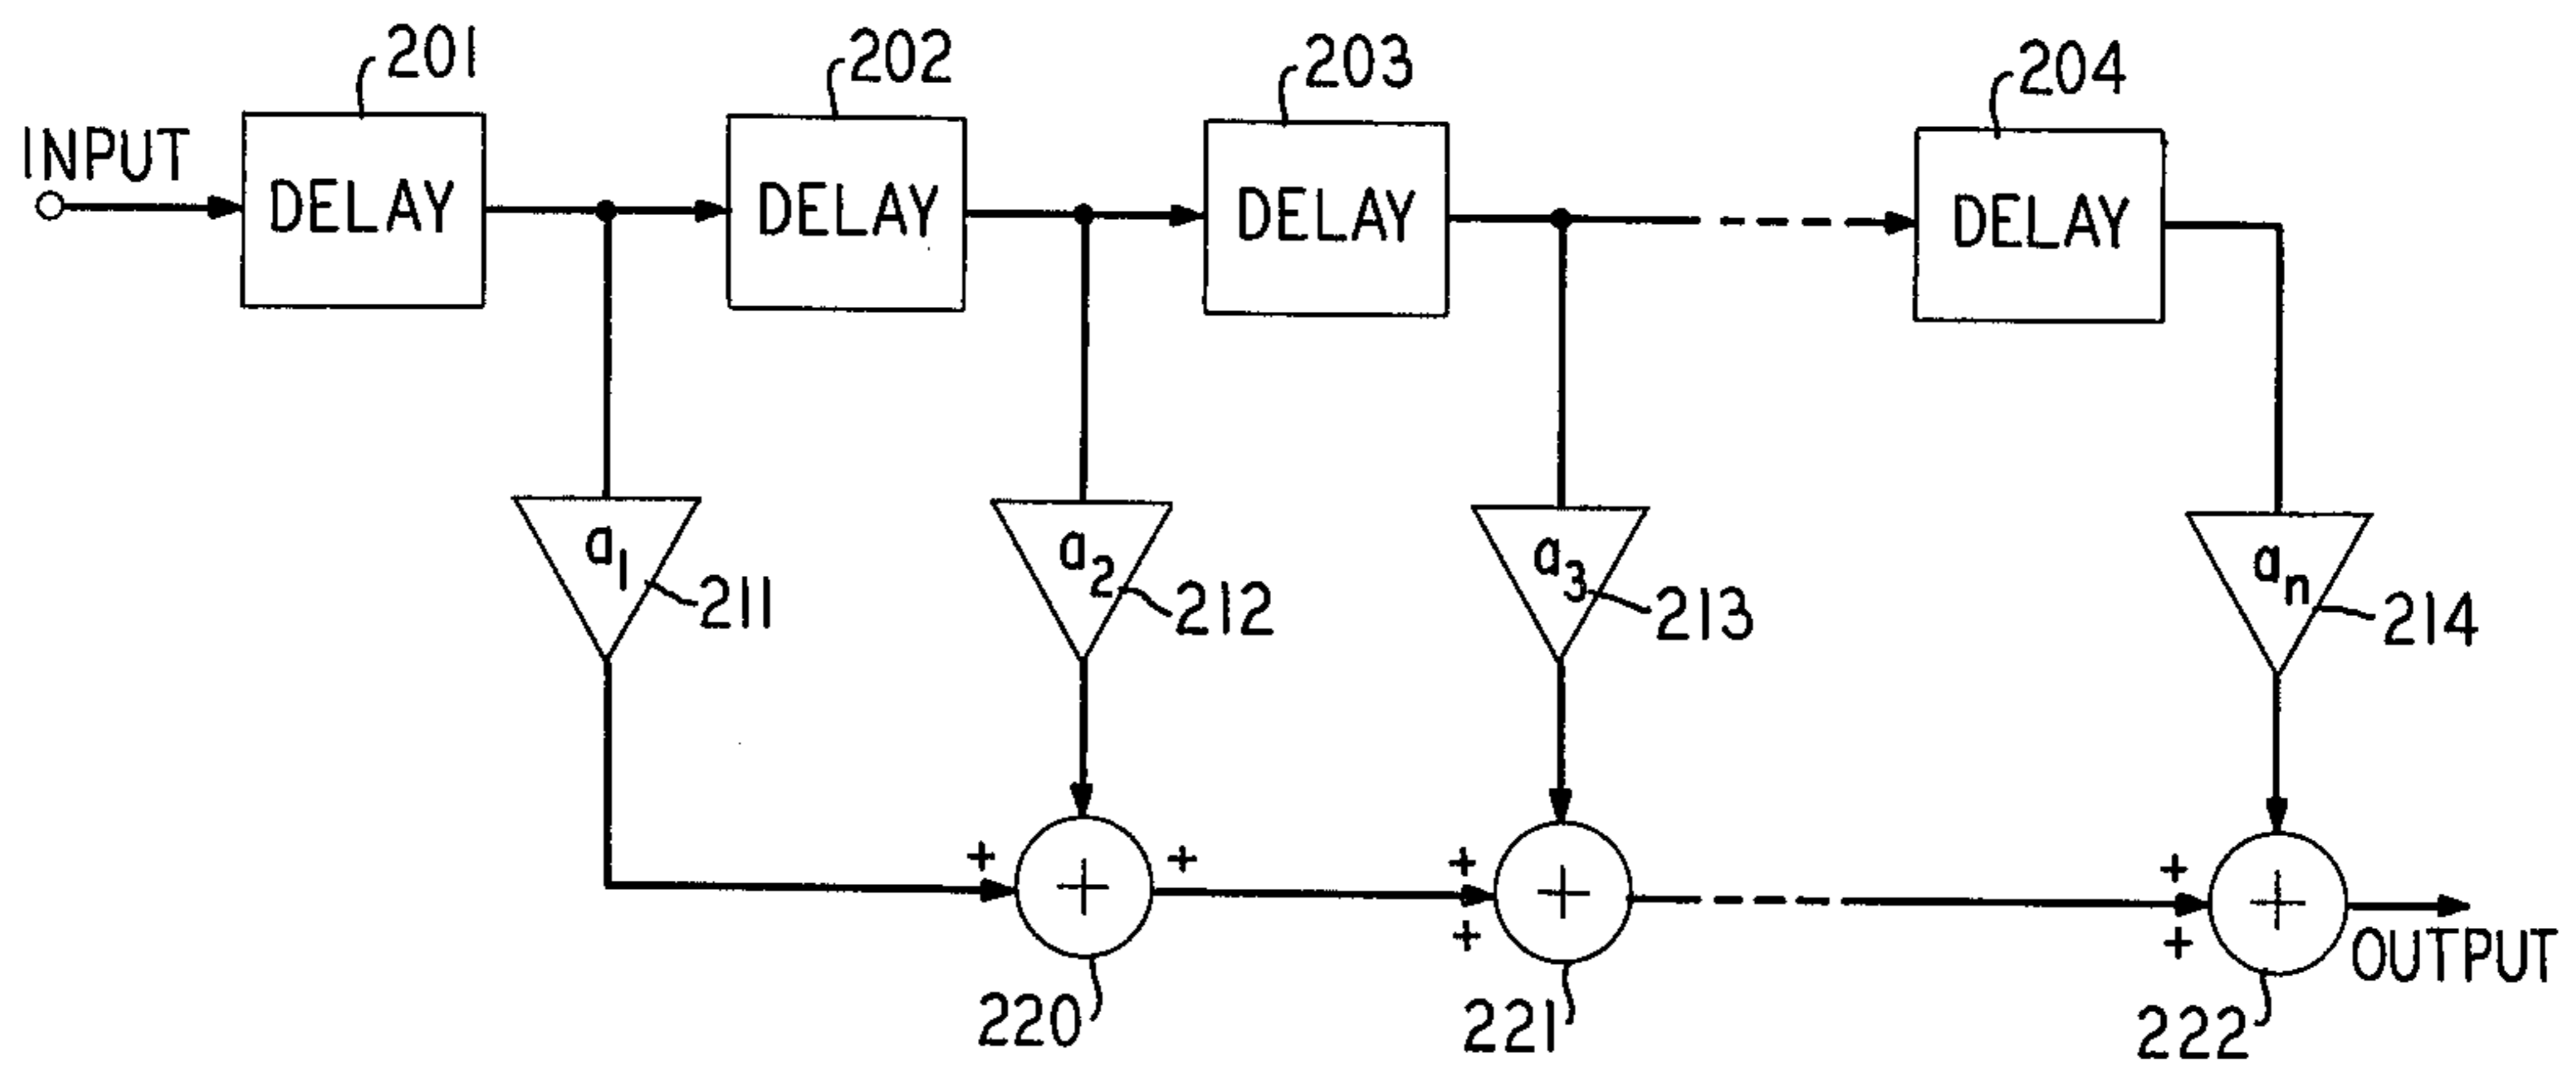 201
202
203
204
INPUT
DELAY
DELAY
DELAY
DELAY
a1
211
a2
212
a3
213
an
214
+
+
+
+
+
+
+
+
+
OUTPUT
220
221
222